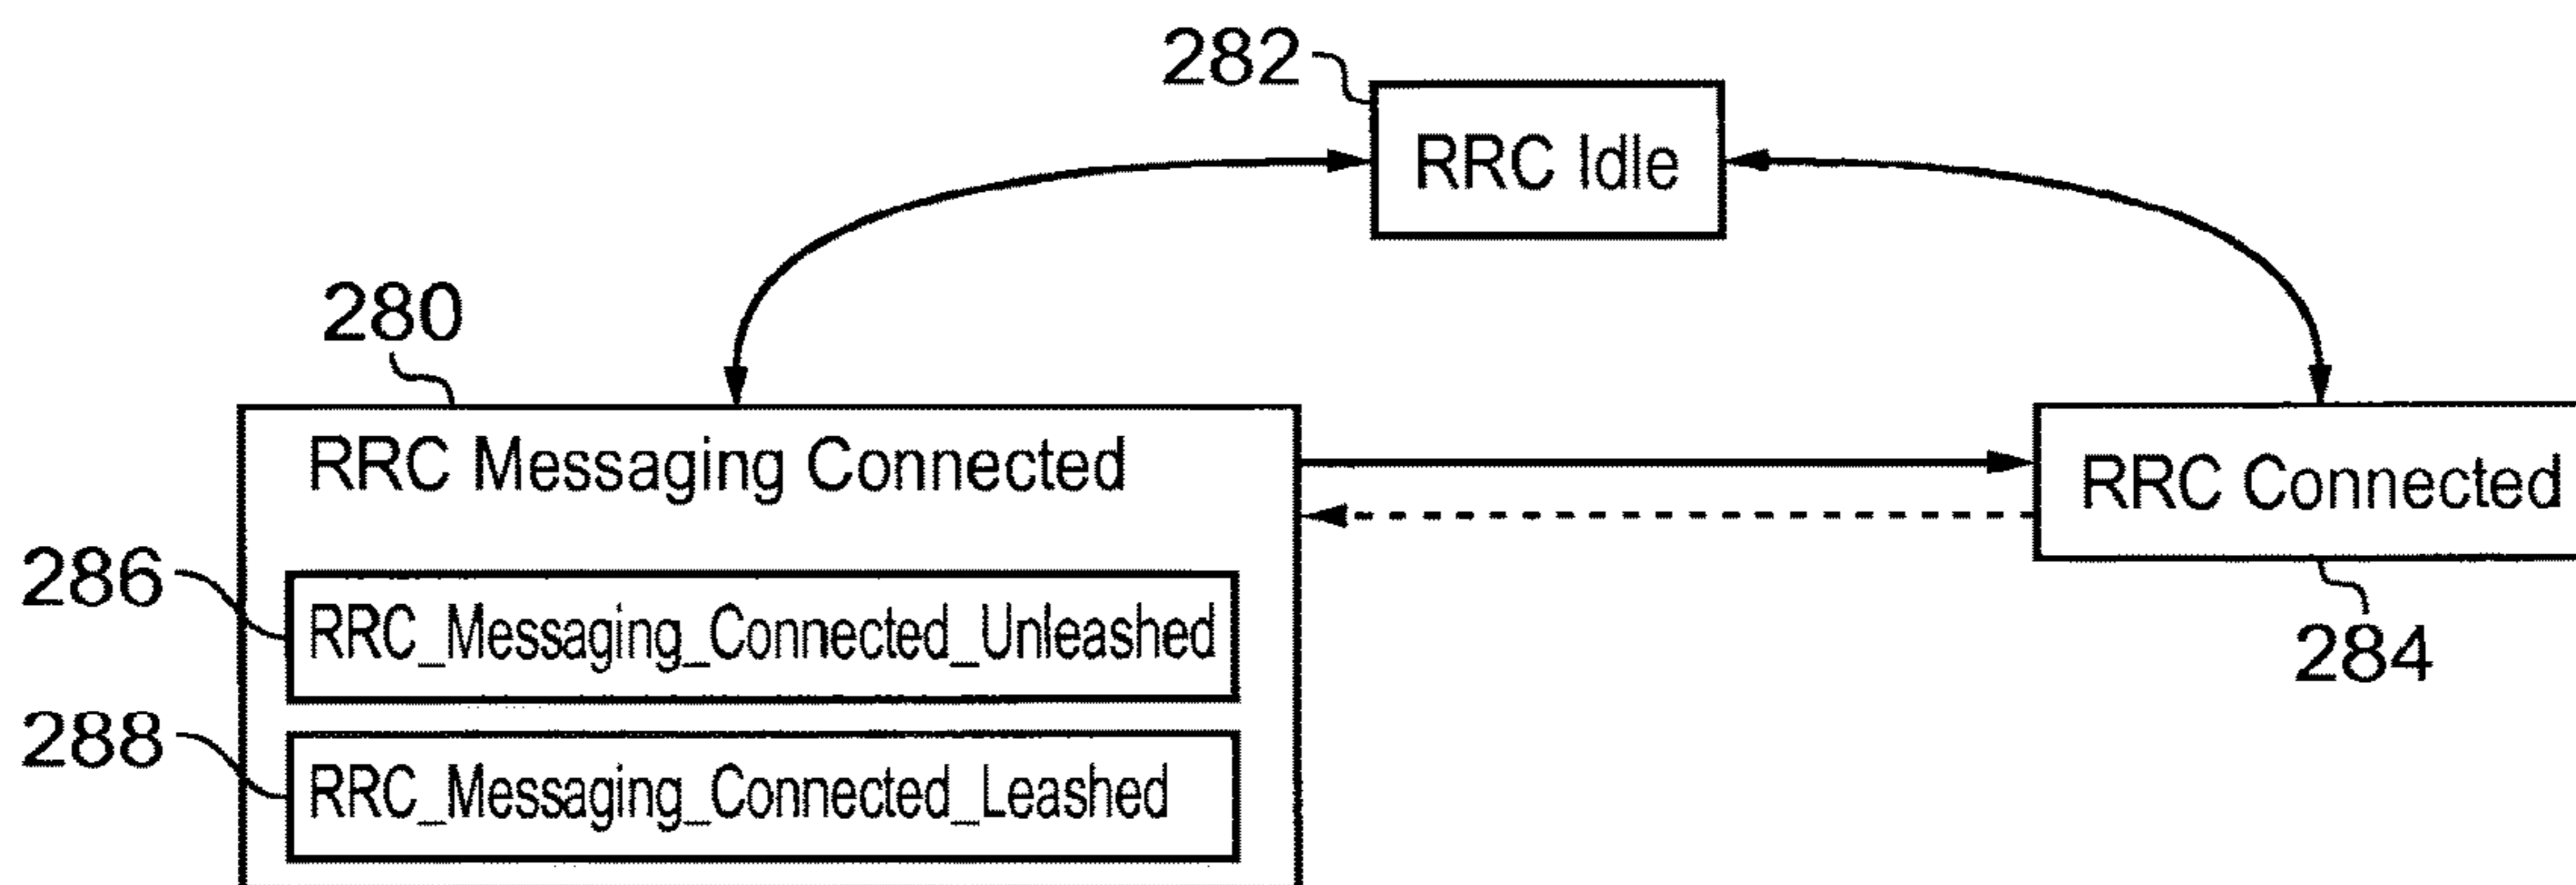 282
RRC Idle
280
RRC Messaging Connected
RRC Connected
286
RRC_Messaging_Connected_Unleashed
284
288
RRC_Messaging_Connected_Leashed